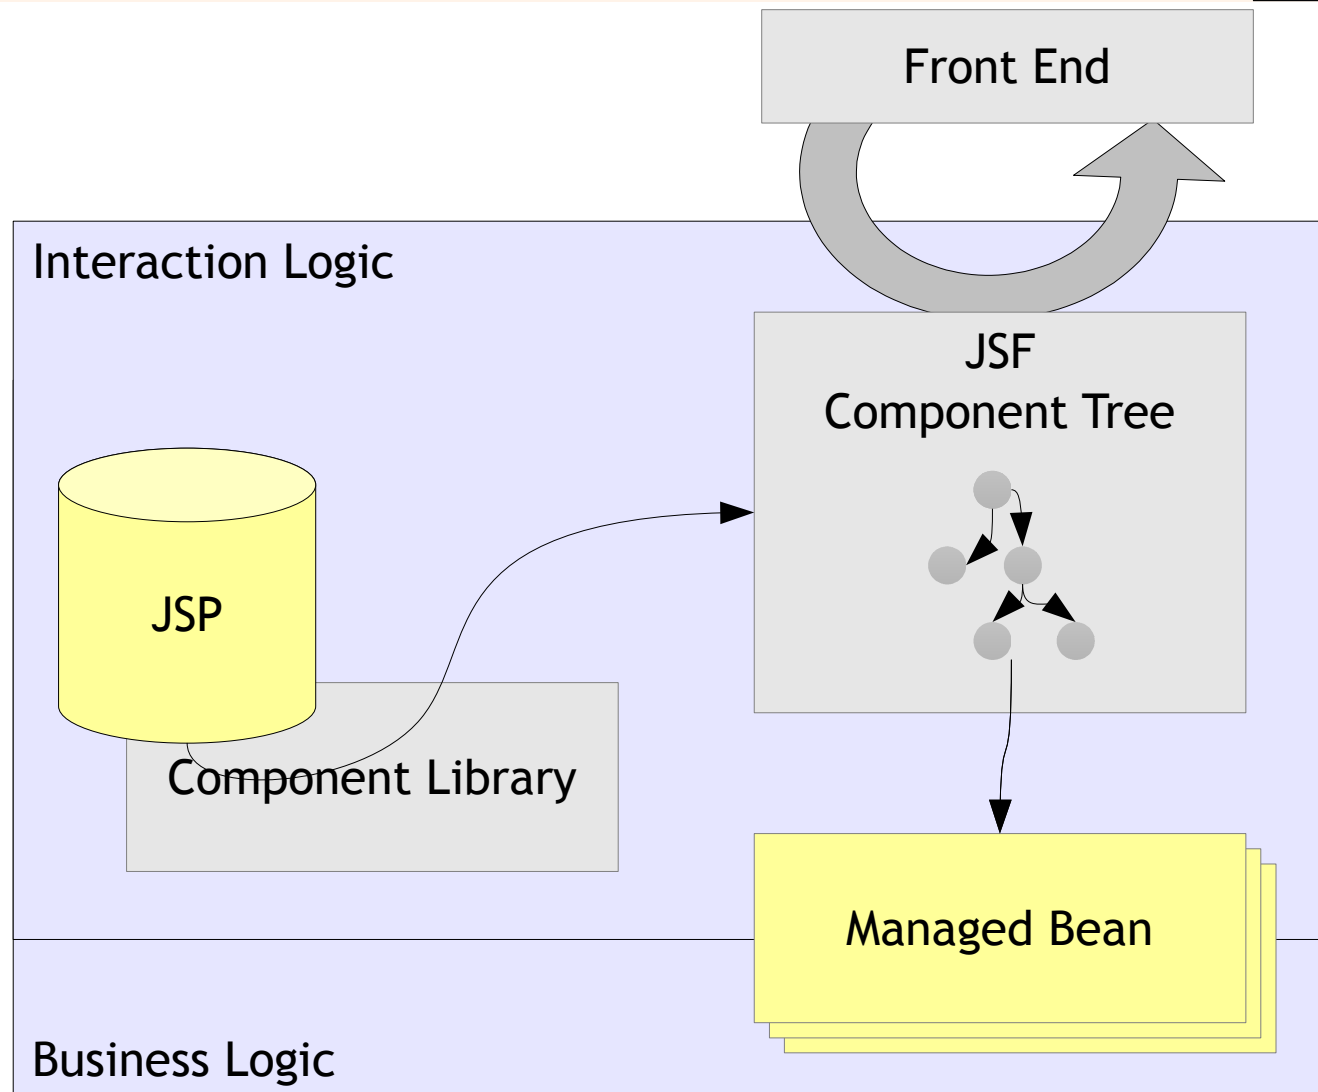 Front End
Interaction Logic
JSF
Component Tree
JSP
Component Library
Managed Bean
Business Logic